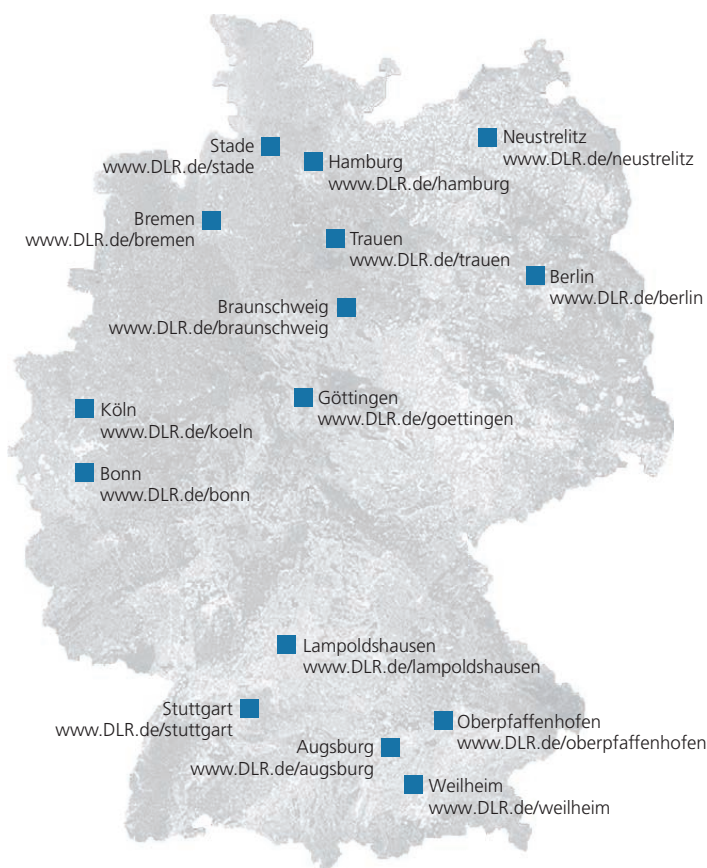 Neustrelitz
www.DLR.de/neustrelitz
Stade
www.DLR.de/stade
Hamburg
www.DLR.de/hamburg
Bremen
www.DLR.de/bremen
Trauen
www.DLR.de/trauen
Berlin
www.DLR.de/berlin
Braunschweig
www.DLR.de/braunschweig
Göttingen
www.DLR.de/goettingen
Köln
www.DLR.de/koeln
Bonn
www.DLR.de/bonn
Lampoldshausen
www.DLR.de/lampoldshausen
Stuttgart
www.DLR.de/stuttgart
Oberpfaffenhofen
www.DLR.de/oberpfaffenhofen
Augsburg
www.DLR.de/augsburg
Weilheim
www.DLR.de/weilheim